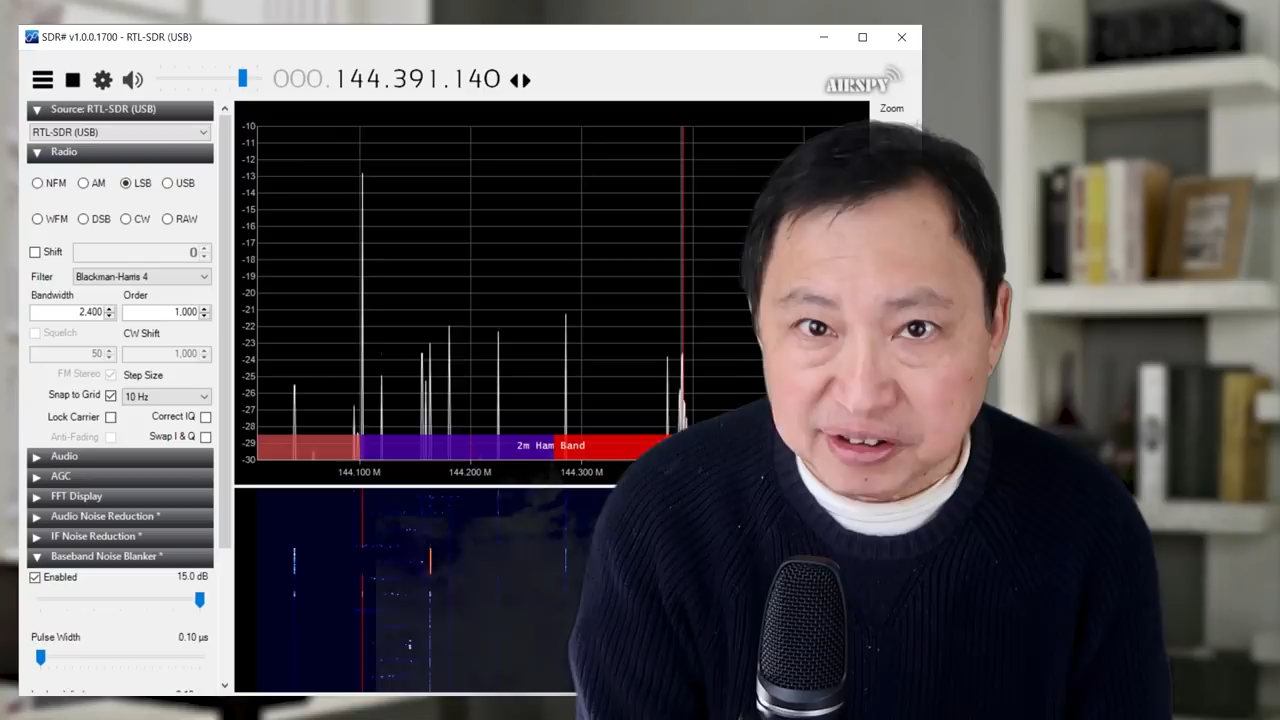 SDR# v1.0.0.1700 - RTL-SDR (USB)
000.144.391.140
AIRSPY
Source: RTL-SDR (USB)
Zoom
RTL-SDR (USB)
Radio
NFM AM LSB USB
WFM DSB CW RAW
Shift 0
Filter Blackman-Harris 4
Bandwidth Order
2.400 1.000
Squelch CW Shift
50 1,000
FM Stereo Step Size
Snap to Grid 10 Hz
Lock Carrier Correct IQ
Anti-Fading Swap I & Q
Audio
AGC
FFT Display
Audio Noise Reduction *
IF Noise Reduction *
Baseband Noise Blanker *
Enabled 15.0 dB
Pulse Width 0.10 µs
-10
-11
-12
-13
-14
-15
-16
-17
-18
-19
-20
-21
-22
-23
-24
-25
-26
-27
-28
-29
-30
2m Ham Band
144.100 M 144.200 M 144.300 M